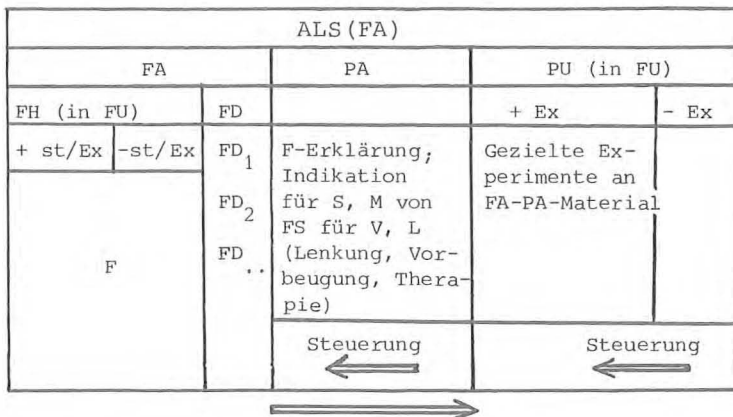 ALS(FA)
FA PA PU (in FU)
FH (in FU) FD + Ex - Ex
+ st/Ex -st/Ex
F
FD1
FD2
FD..
F-Erklärung;
Indikation
für S, M von
FS für V, L
(Lenkung, Vor-
beugung, Thera-
pie)
Gezielte Ex-
perimente an
FA-PA-Material
Steuerung Steuerung